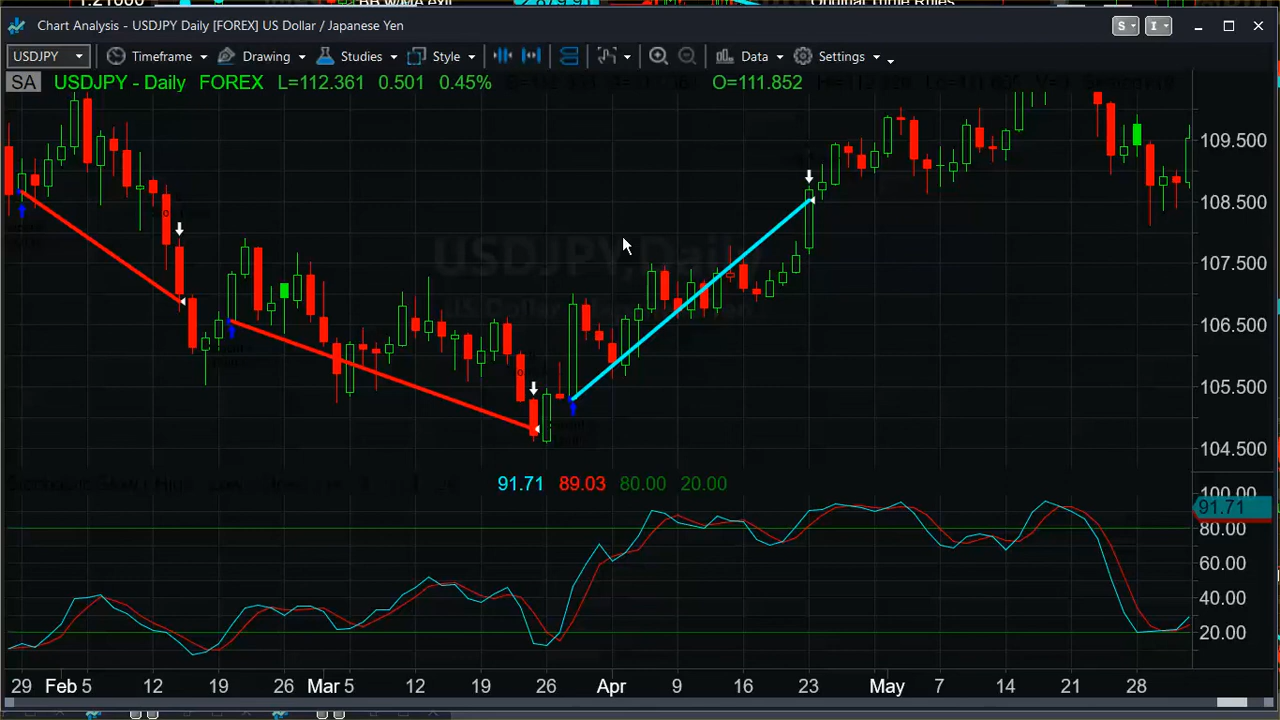 Chart Analysis - USDJPY Daily [FOREX] US Dollar / Japanese Yen
S I
USDJPY Timeframe Drawing Studies Style Data Settings
SA USDJPY - Daily FOREX L=112.361 0.501 0.45% O=111.852
USDJPY,Daily
109.500
108.500
107.500
106.500
105.500
104.500
91.71 89.03 80.00 20.00
100.00
91.71
80.00
60.00
40.00
20.00
29 Feb 5 12 19 26 Mar 5 12 19 26 Apr 9 16 23 May 7 14 21 28